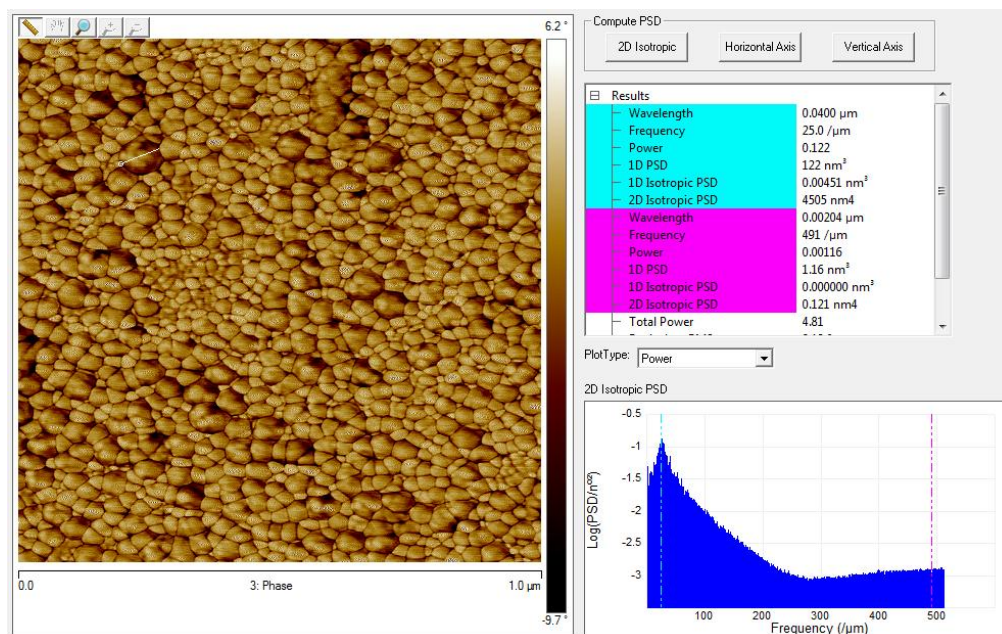 6.2 °
Compute PSD
2D Isotropic
Horizontal Axis
Vertical Axis
Results
Wavelength 0.0400 µm
Frequency 25.0 /µm
Power 0.122
1D PSD 122 nm³
1D Isotropic PSD 0.00451 nm³
2D Isotropic PSD 4505 nm4
Wavelength 0.00204 µm
Frequency 491 /µm
Power 0.00116
1D PSD 1.16 nm³
1D Isotropic PSD 0.000000 nm³
2D Isotropic PSD 0.121 nm4
Total Power 4.81
PlotType: Power
2D Isotropic PSD
-0.5
-1
-2
-2.5
-3
Log(PSD/n
100 200 300 400 500
Frequency (/µm)
0.0 3: Phase 1.0 µm
-9.7 °